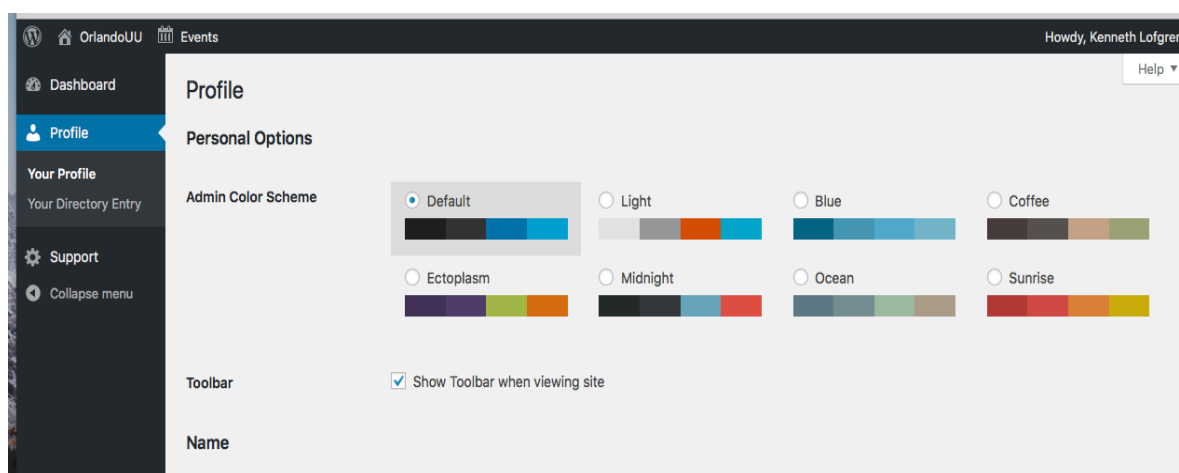 OrlandoUU Events Howdy, Kenneth Lofgren
Help
Dashboard
Profile
Your Profile
Your Directory Entry
Support
Collapse menu
Profile
Personal Options
Admin Color Scheme
Default Light Blue Coffee
Ectoplasm Midnight Ocean Sunrise
Toolbar
Show Toolbar when viewing site
Name